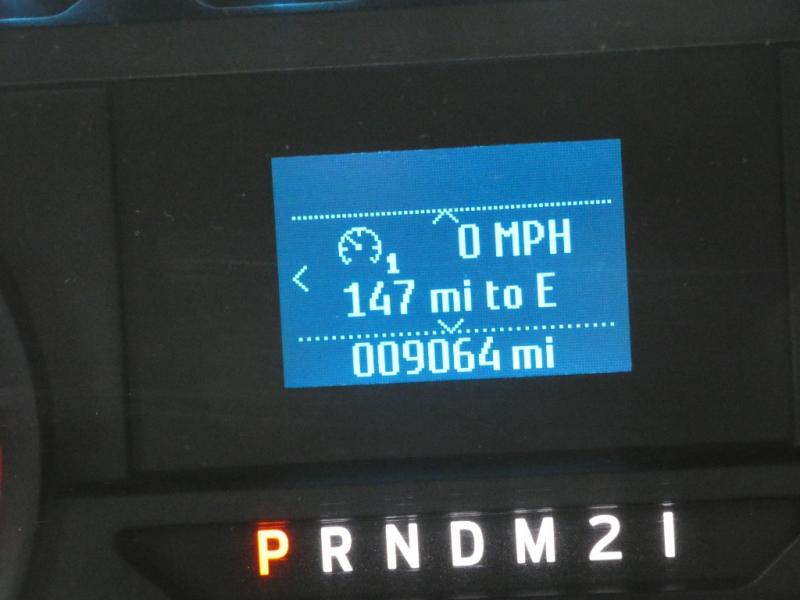 0 MPH
1
147 mi to E
009064 mi
P R N D M 2 1